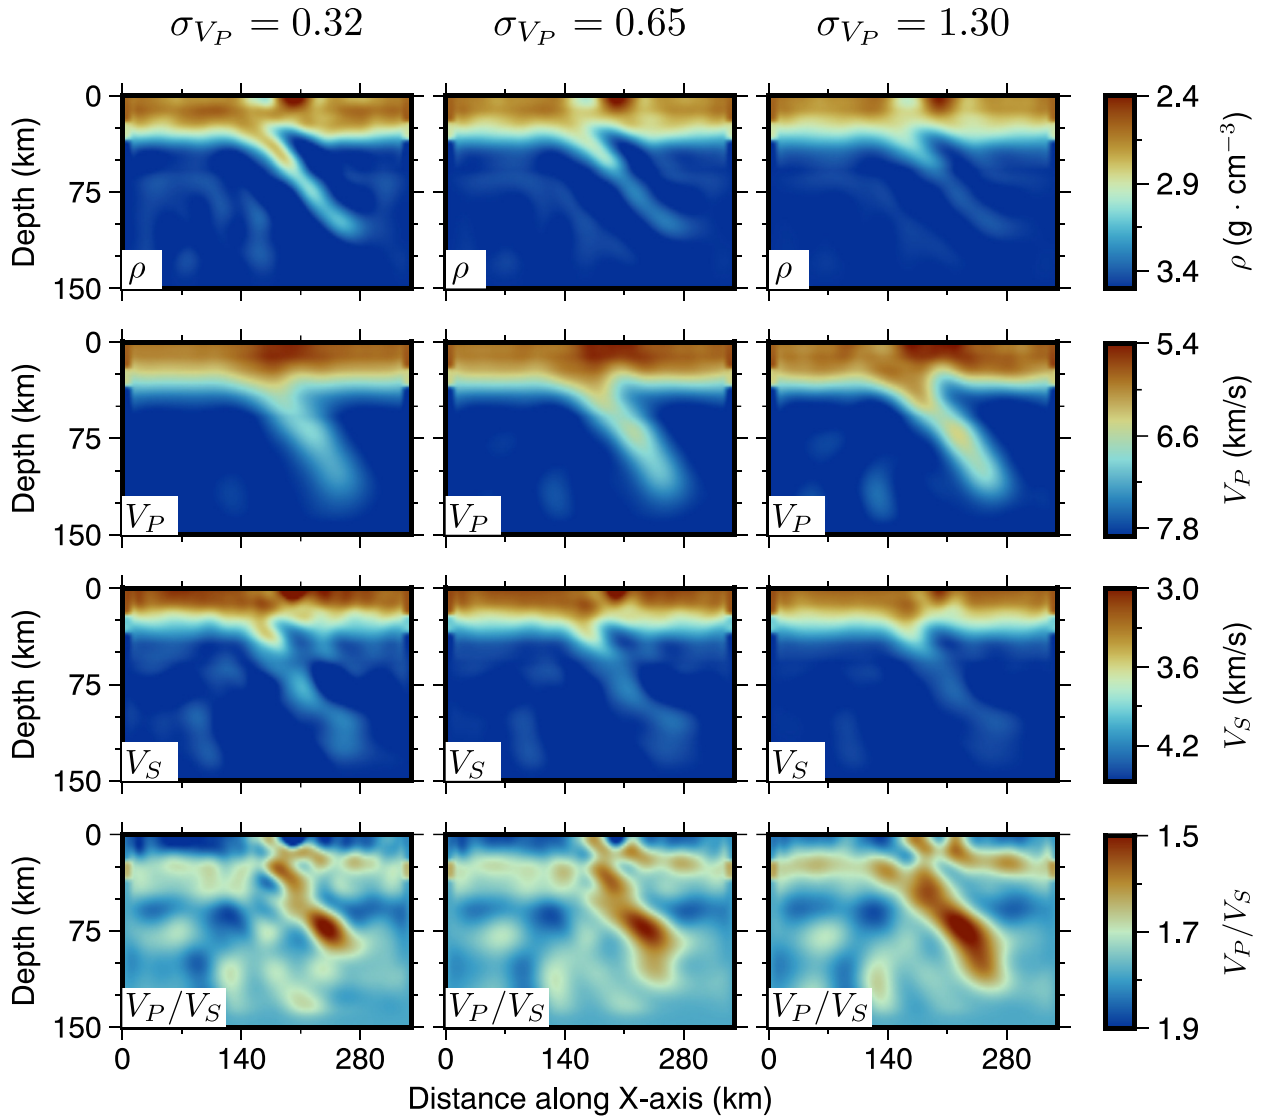 σ_{V_P} = 0.32 σ_{V_P} = 0.65 σ_{V_P} = 1.30
0
75
150
Depth (km)
ρ ρ ρ
2.4
2.9
3.4
ρ (g · cm⁻³)
0
75
150
Depth (km)
V_P V_P V_P
5.4
6.6
7.8
V_P (km/s)
0
75
150
Depth (km)
V_S V_S V_S
3.0
3.6
4.2
V_S (km/s)
0
75
150
Depth (km)
V_P/V_S V_P/V_S V_P/V_S
1.5
1.7
1.9
V_P/V_S
0 140 280 0 140 280 0 140 280
Distance along X-axis (km)